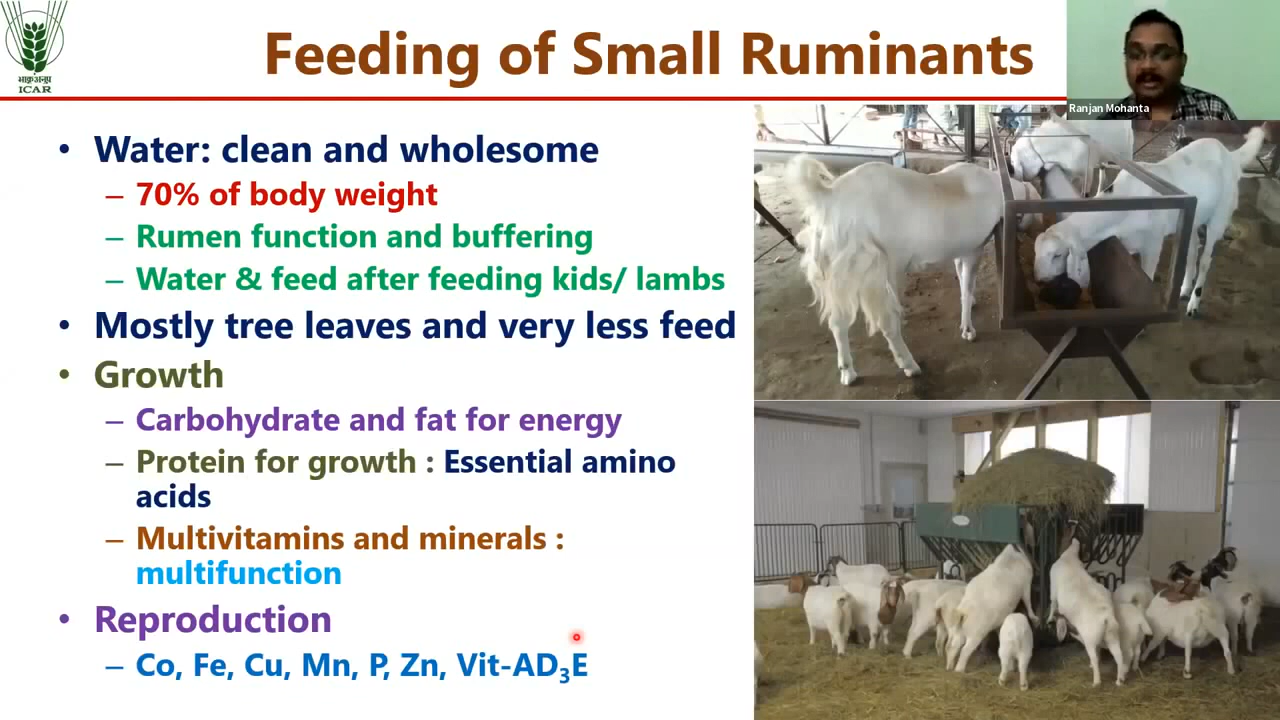 भाकृअनुप
ICAR
Feeding of Small Ruminants
Ranjan Mohanta
• Water: clean and wholesome
– 70% of body weight
– Rumen function and buffering
– Water & feed after feeding kids/ lambs
• Mostly tree leaves and very less feed
• Growth
– Carbohydrate and fat for energy
– Protein for growth : Essential amino
acids
– Multivitamins and minerals :
multifunction
• Reproduction
– Co, Fe, Cu, Mn, P, Zn, Vit-AD₃E